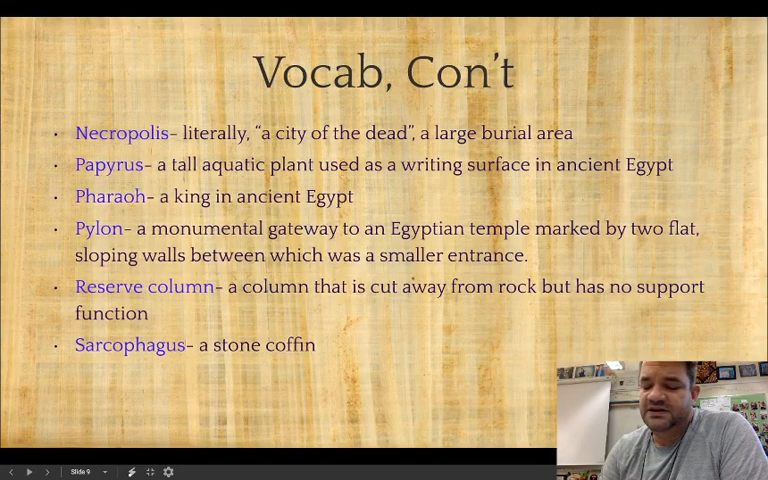 Vocab, Con’t
• Necropolis– literally, “a city of the dead”, a large burial area
• Papyrus– a tall aquatic plant used as a writing surface in ancient Egypt
• Pharaoh– a king in ancient Egypt
• Pylon– a monumental gateway to an Egyptian temple marked by two flat,
sloping walls between which was a smaller entrance.
• Reserve column– a column that is cut away from rock but has no support
function
• Sarcophagus– a stone coffin
Slide 9